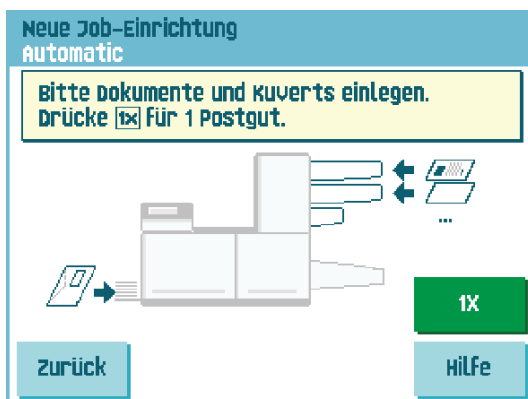 Neue Job-Einrichtung
Automatic
Bitte Dokumente und Kuverts einlegen.
Drücke 1x für 1 Postgut.
...
1X
Zurück
Hilfe